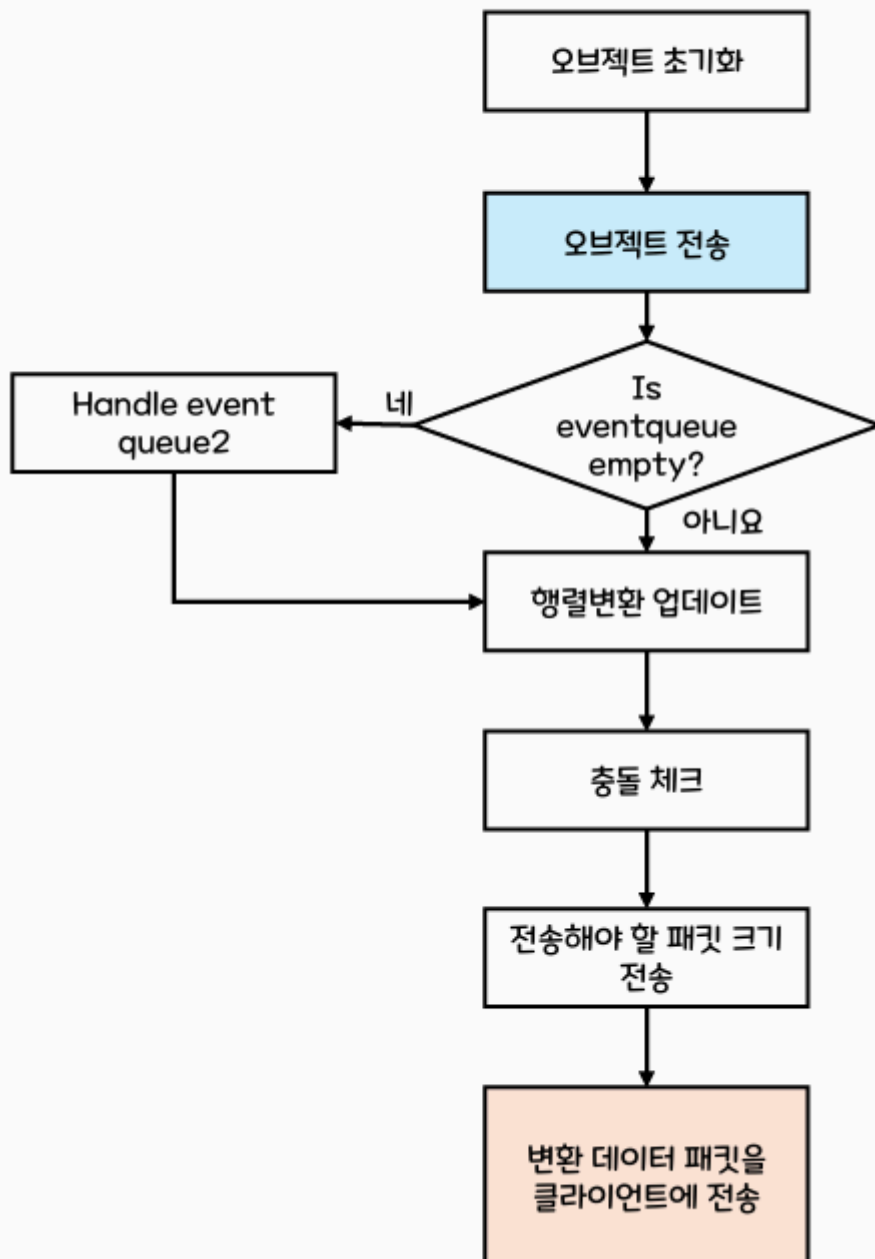 오브젝트 초기화
오브젝트 전송
Is
eventqueue
empty?
네
Handle event
queue2
아니요
행렬변환 업데이트
충돌 체크
전송해야 할 패킷 크기
전송
변환 데이터 패킷을
클라이언트에 전송